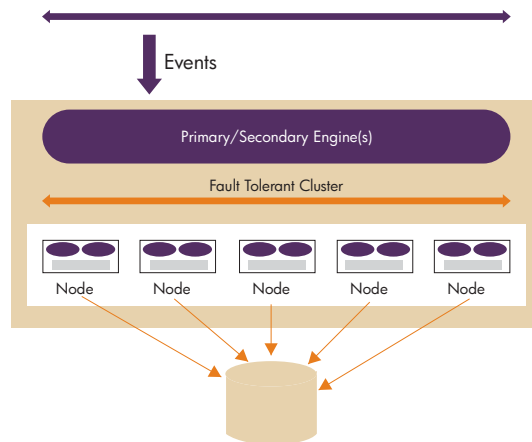 Events
Primary/Secondary Engine(s)
Fault Tolerant Cluster
Node Node Node Node Node